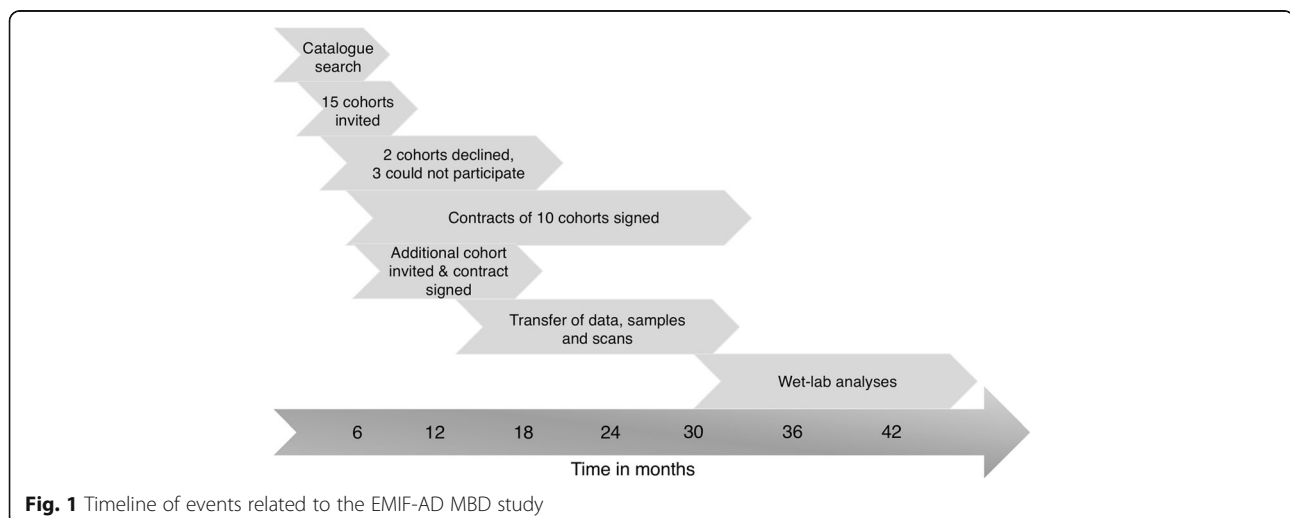 Catalogue
search
15 cohorts
invited
2 cohorts declined,
3 could not participate
Contracts of 10 cohorts signed
Additional cohort
invited & contract
signed
Transfer of data, samples
and scans
Wet-lab analyses
6 12 18 24 30 36 42
Time in months
Fig. 1 Timeline of events related to the EMIF-AD MBD study